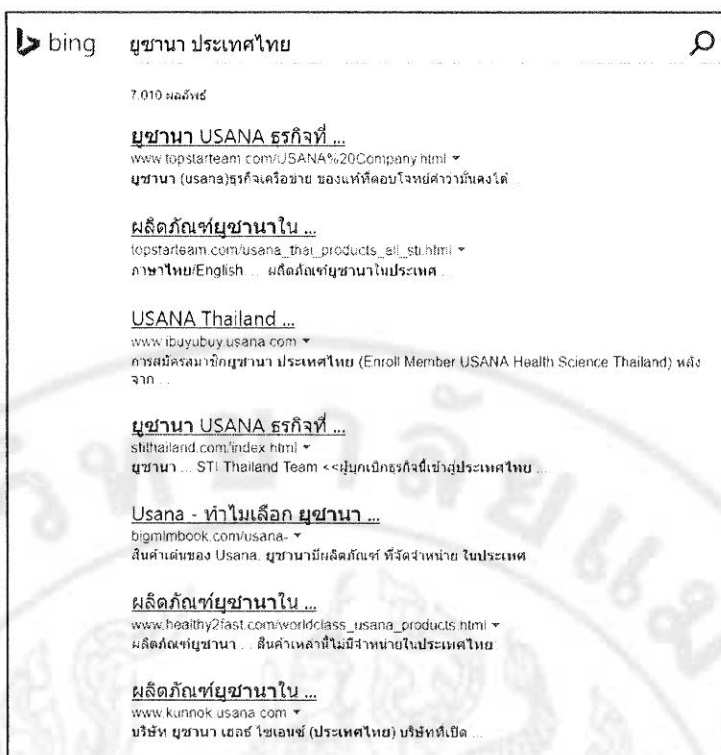 bing ยูซานา ประเทศไทย
7,010 ผลลัพธ์
ยูซานา USANA ธุรกิจที่ ...
www.topstarteam.com/USANA%20Company.html
ยูซานา (usana)ธุรกิจเครือข่าย ของแท้ที่ตอบโจทย์คำว่ามั่นคงได้ ...
ผลิตภัณฑ์ยูซานาใน ...
topstarteam.com/usana_thai_products_all_sti.html
ภาษาไทย/English ... ผลิตภัณฑ์ยูซานาในประเทศ ...
USANA Thailand ...
www.ibuyubuy.usana.com
การสมัครสมาชิกยูซานา ประเทศไทย (Enroll Member USANA Health Science Thailand) หลัง
จาก ...
ยูซานา USANA ธุรกิจที่ ...
stithailand.com/index.html
ยูซานา ... STI Thailand Team <<ผู้บุกเบิกธุรกิจนี้เข้าสู่ประเทศไทย ...
Usana - ทำไมเลือก ยูซานา ...
bigmlmbook.com/usana-
สินค้าเด่นของ Usana. ยูซานามีผลิตภัณฑ์ ที่จัดจำหน่าย ในประเทศ
ผลิตภัณฑ์ยูซานาใน ...
www.healthy2fast.com/worldclass_usana_products.html
ผลิตภัณฑ์ยูซานา ... สินค้าเหล่านี้ไม่มีจำหน่ายในประเทศไทย
ผลิตภัณฑ์ยูซานาใน ...
www.kunnok.usana.com
บริษัท ยูซานา เฮลธ์ ไซเอนซ์ (ประเทศไทย) บริษัทที่เปิด ...